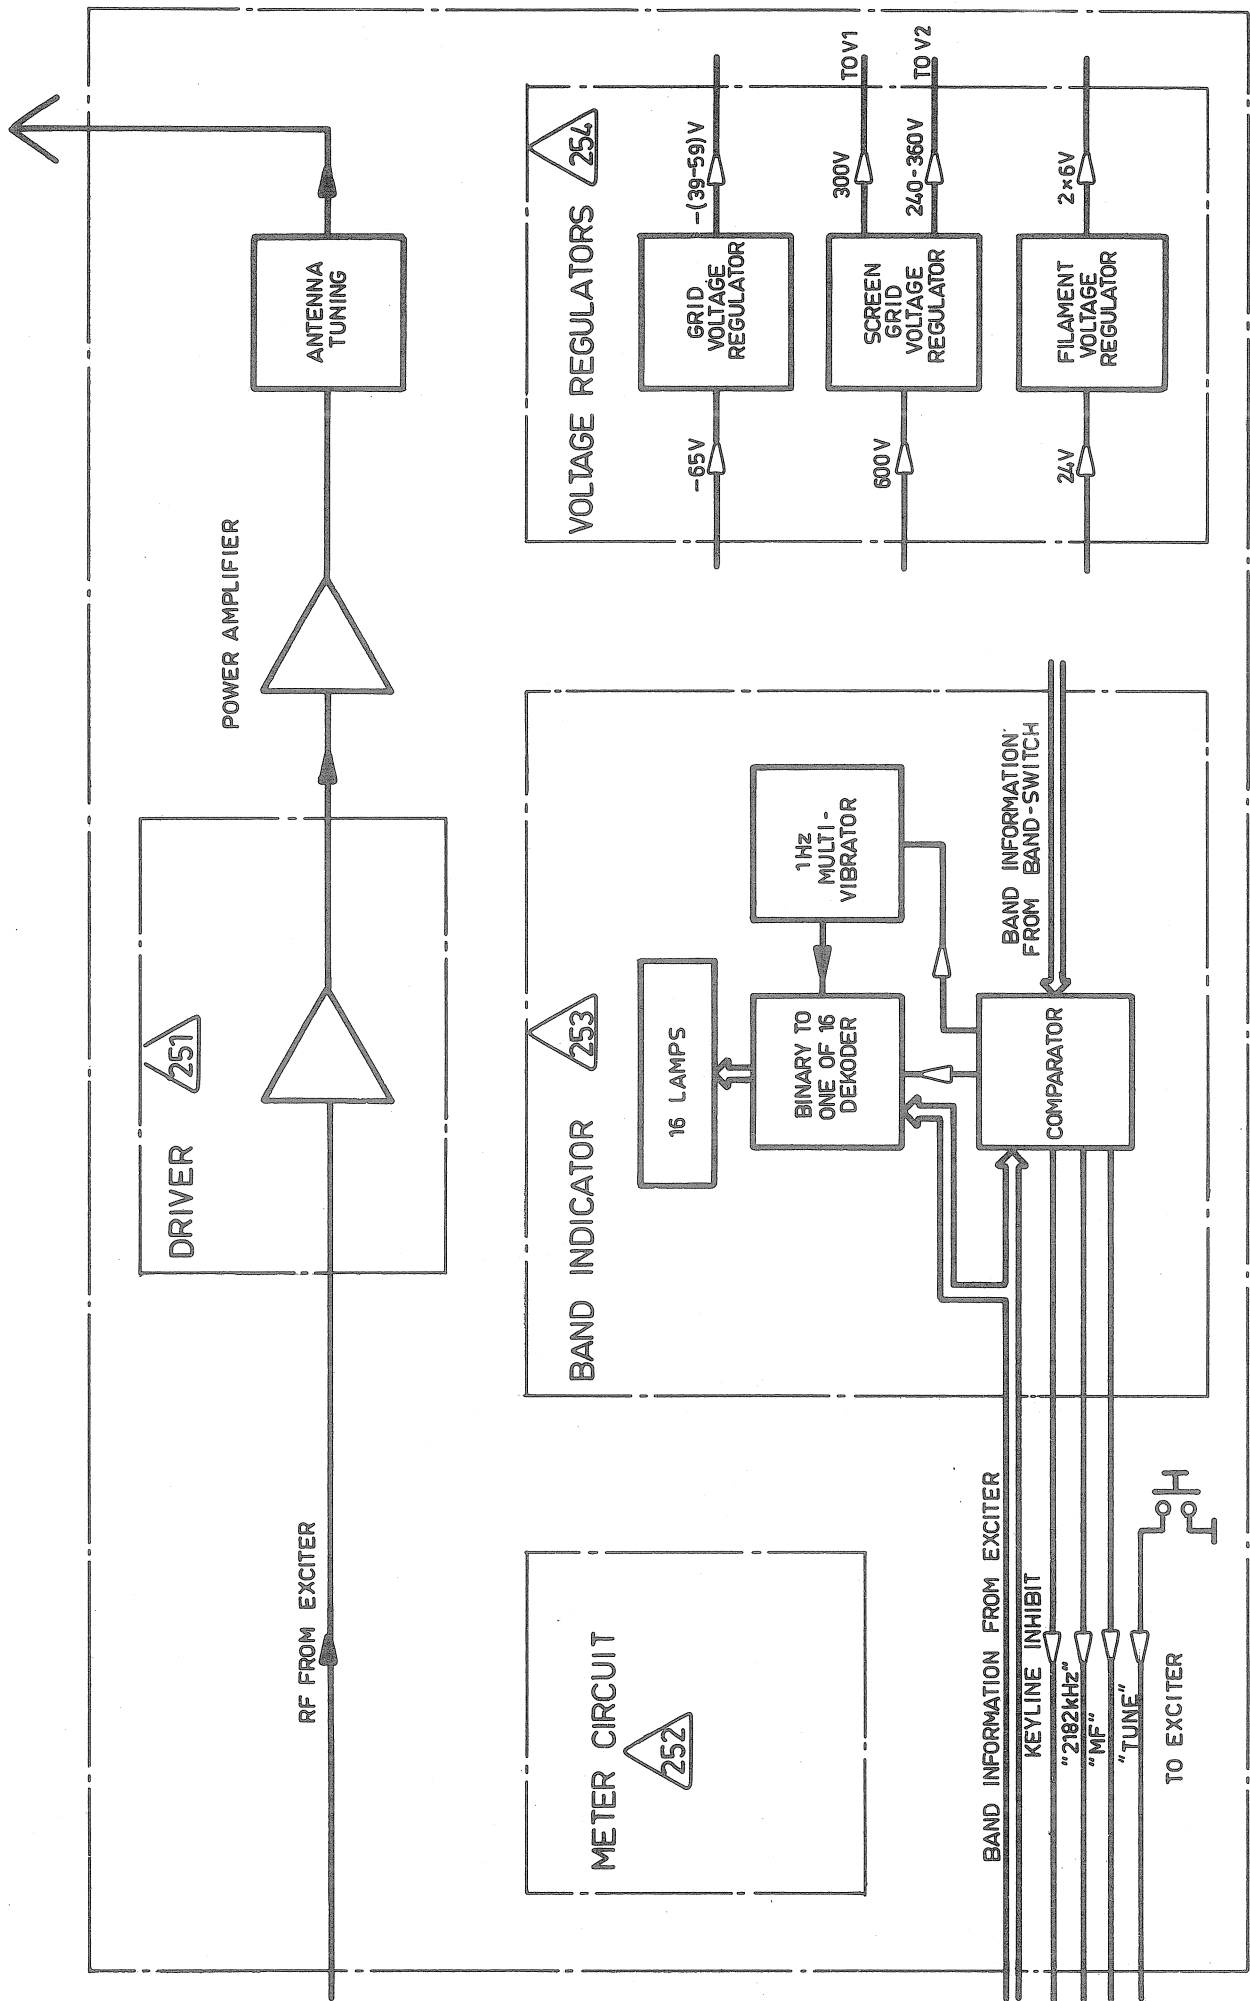 RF FROM EXCITER
DRIVER
251
POWER AMPLIFIER
ANTENNA
TUNING
METER CIRCUIT
252
BAND INDICATOR
253
16 LAMPS
BINARY TO
ONE OF 16
DEKODER
1Hz
MULTI-
VIBRATOR
COMPARATOR
BAND INFORMATION
FROM BAND-SWITCH
BAND INFORMATION FROM EXCITER
KEYLINE INHIBIT
"2182kHz"
"MF"
"TUNE"
TO EXCITER
VOLTAGE REGULATORS
254
-65V
GRID
VOLTAGE
REGULATOR
-(39-59)V
600V
SCREEN
GRID
VOLTAGE
REGULATOR
300V
TO V1
240-360V
TO V2
24V
FILAMENT
VOLTAGE
REGULATOR
2×6V